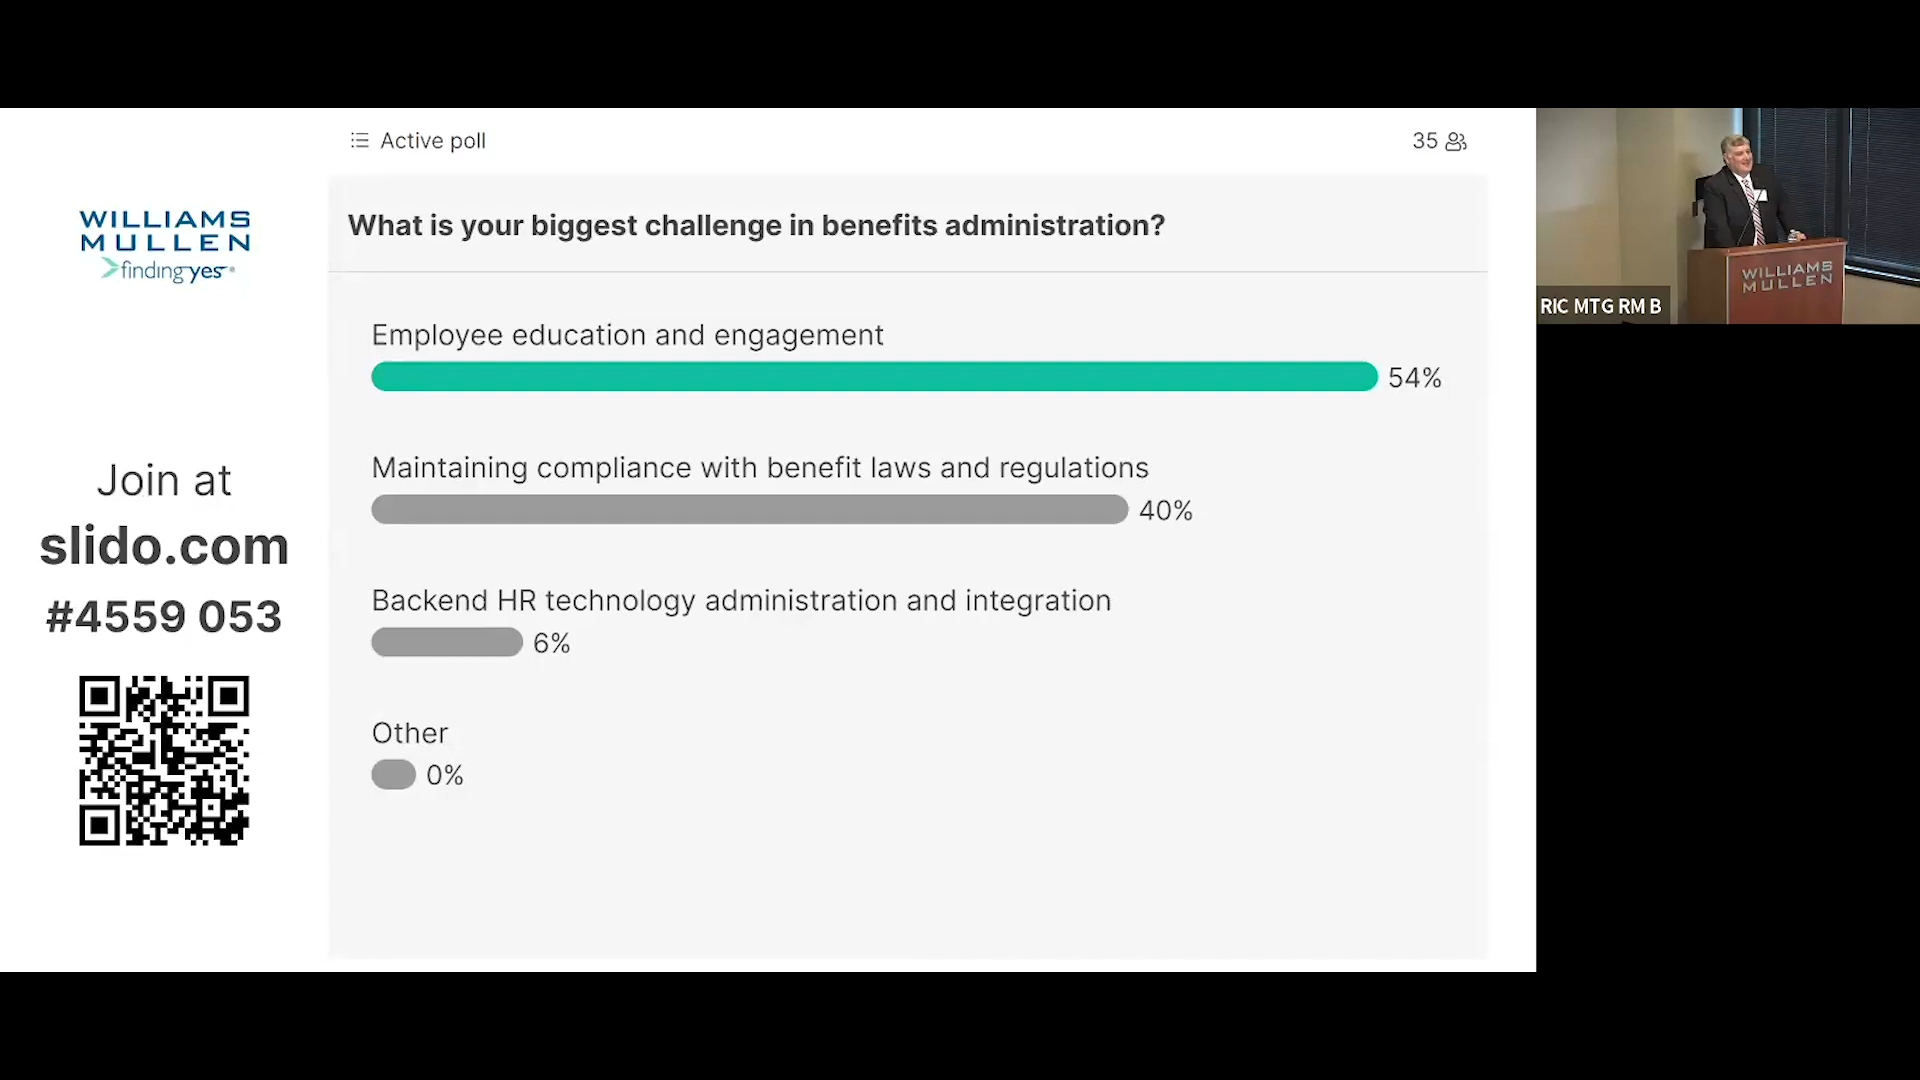 WILLIAMS
MULLEN
findingyes®
Join at
slido.com
#4559 053
Active poll
35
What is your biggest challenge in benefits administration?
Employee education and engagement
54%
Maintaining compliance with benefit laws and regulations
40%
Backend HR technology administration and integration
6%
Other
0%
WILLIAMS
MULLEN
RIC MTG RM B